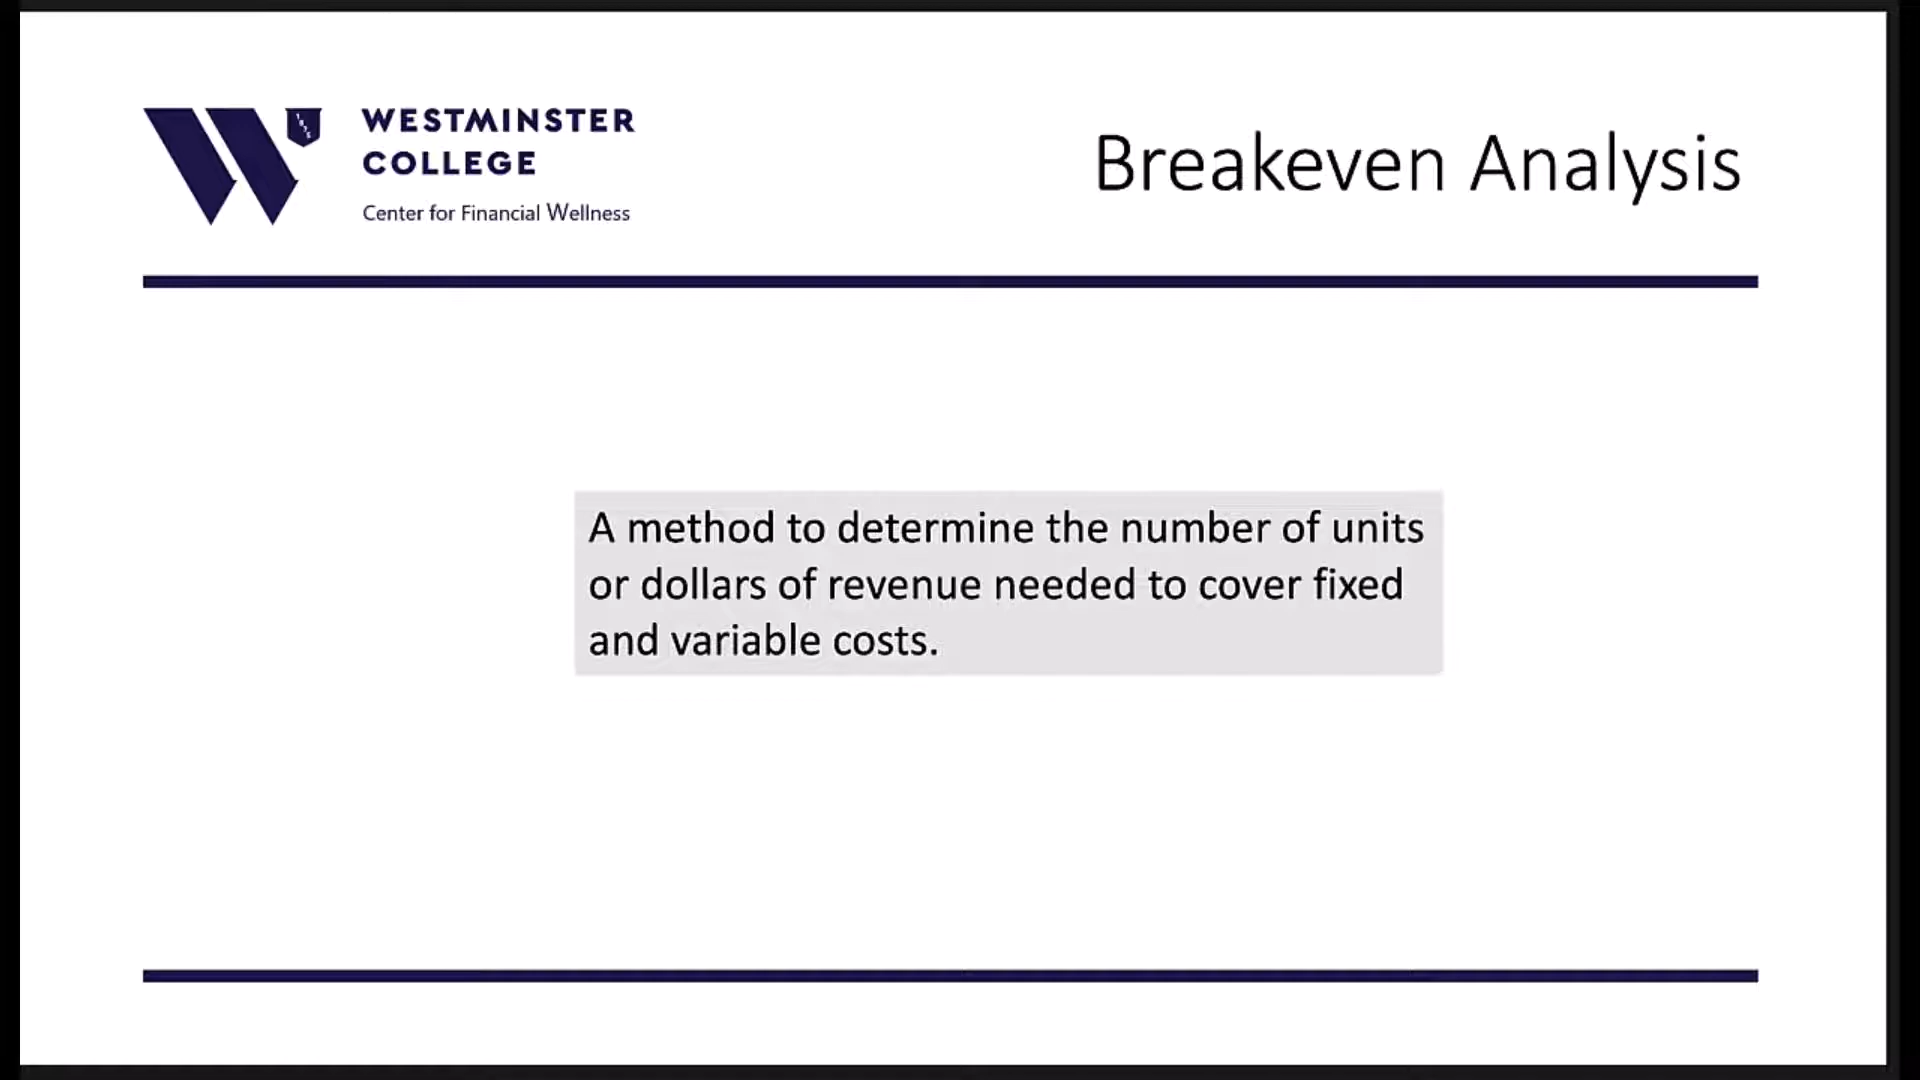 WESTMINSTER
COLLEGE
Center for Financial Wellness
Breakeven Analysis
A method to determine the number of units
or dollars of revenue needed to cover fixed
and variable costs.